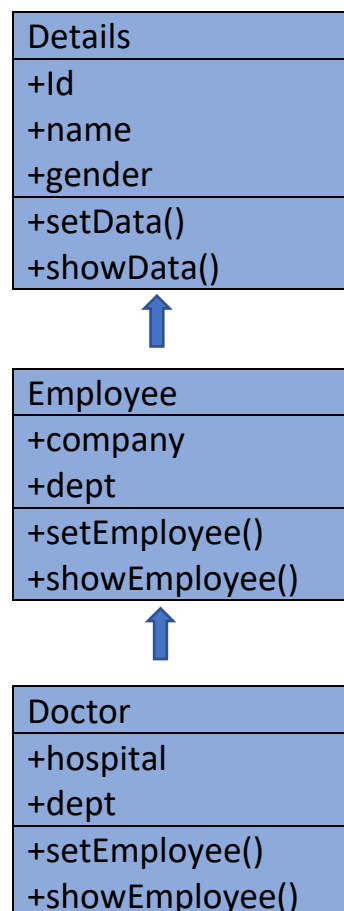 Details
+Id
+name
+gender
+setData()
+showData()
Employee
+company
+dept
+setEmployee()
+showEmployee()
Doctor
+hospital
+dept
+setEmployee()
+showEmployee()